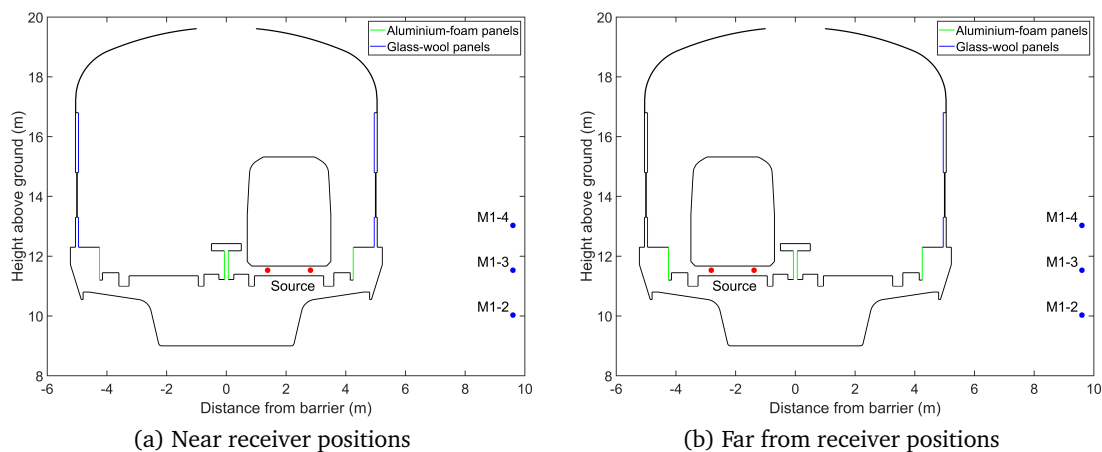 20
18
16
14
12
10
8
Height above ground (m)
-6 -4 -2 0 2 4 6 8 10
Distance from barrier (m)
Aluminium-foam panels
Glass-wool panels
M1-4
M1-3
M1-2
Source
(a) Near receiver positions
20
18
16
14
12
10
8
Height above ground (m)
-6 -4 -2 0 2 4 6 8 10
Distance from barrier (m)
Aluminium-foam panels
Glass-wool panels
M1-4
M1-3
M1-2
Source
(b) Far from receiver positions